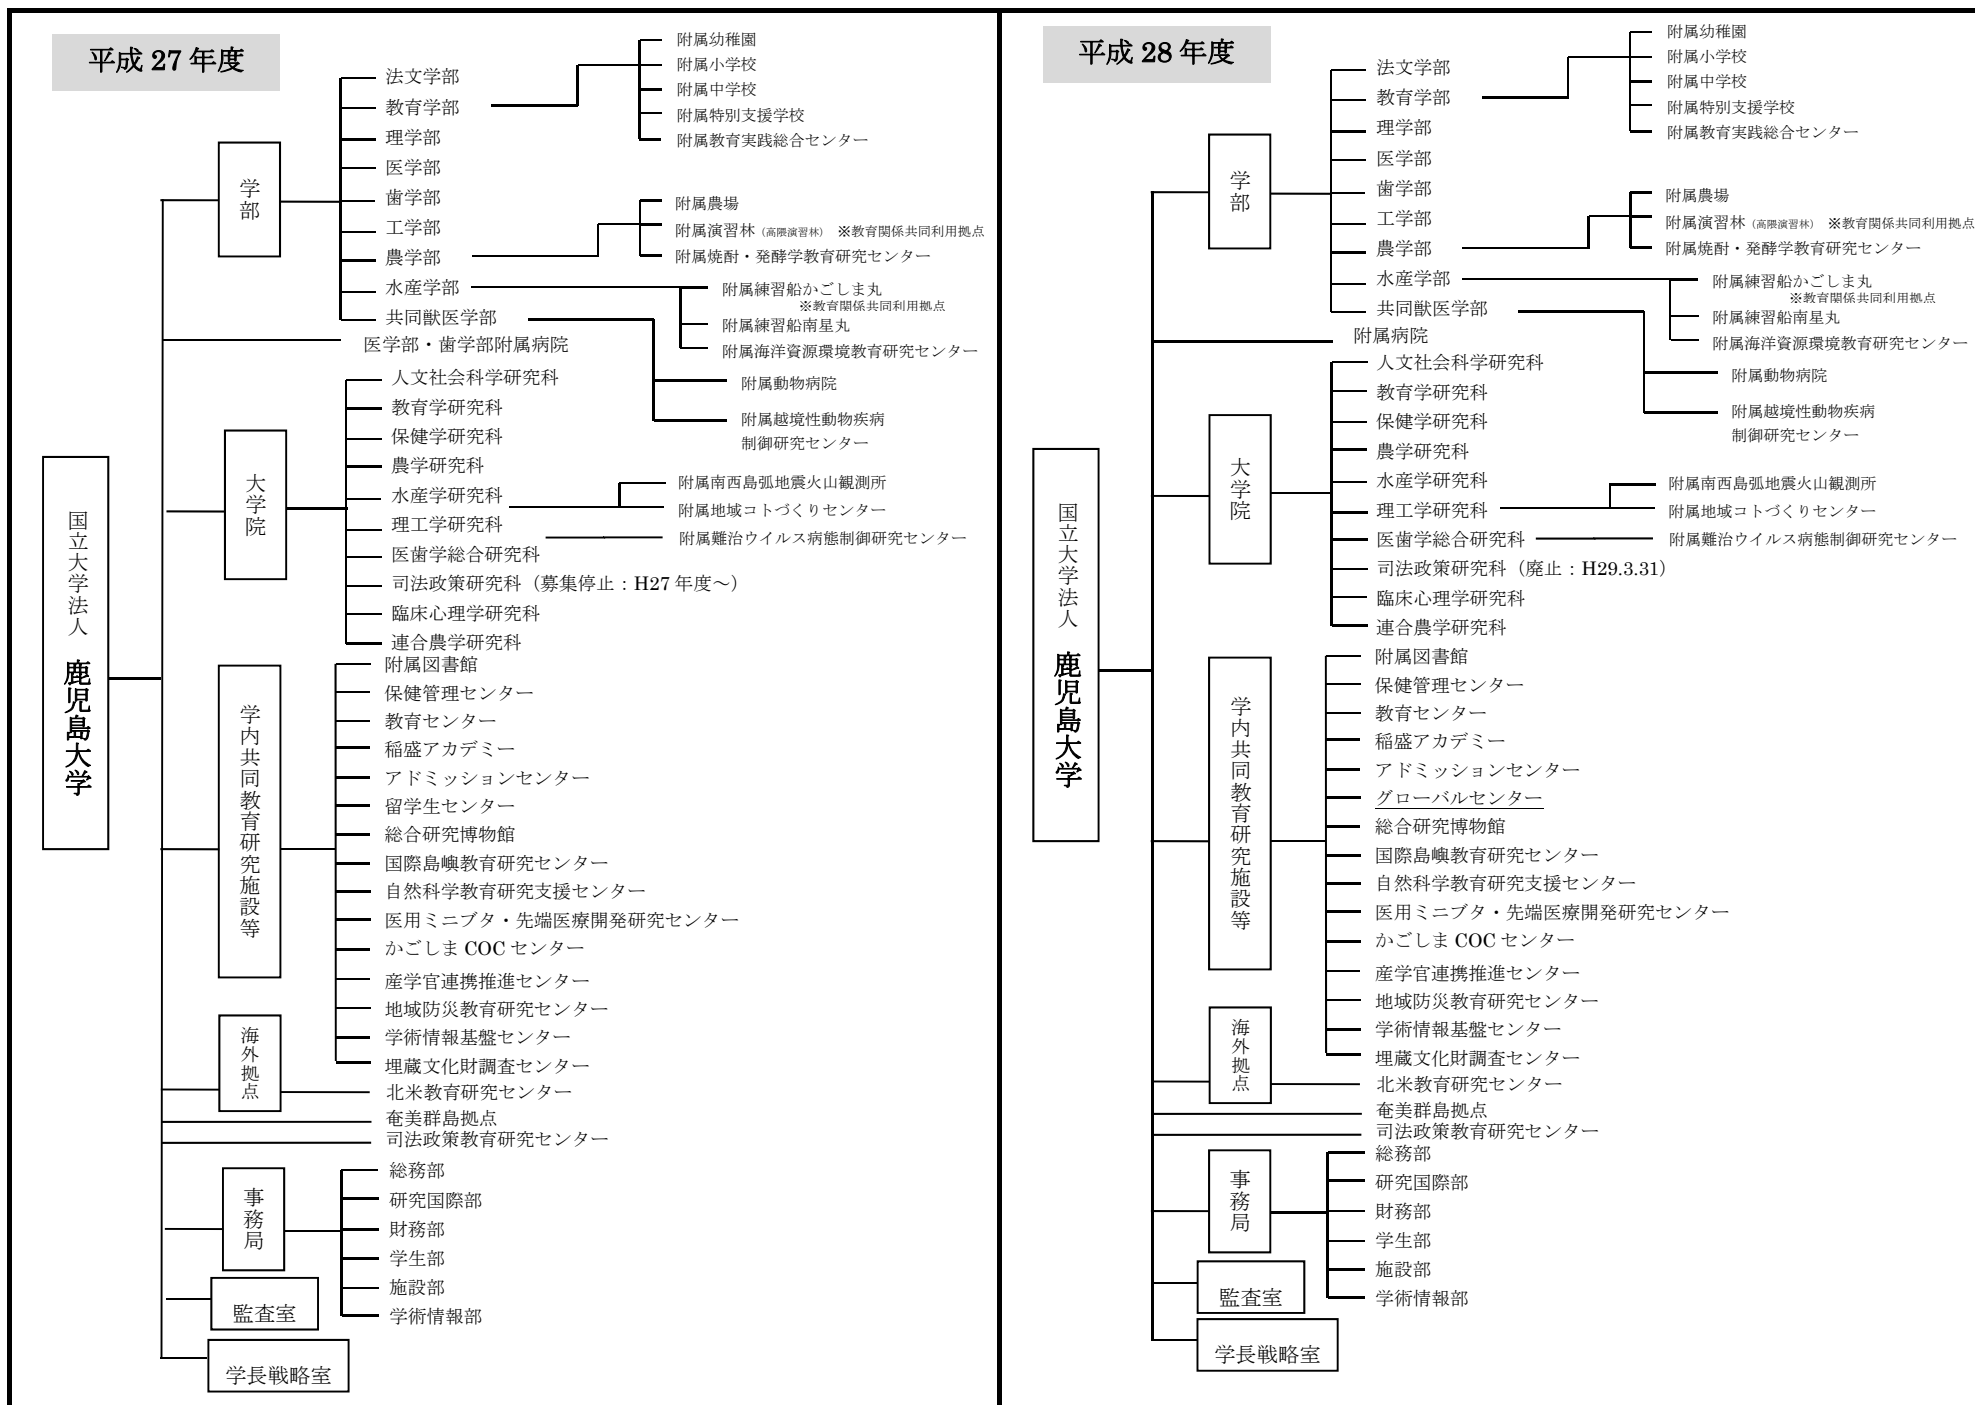 平成 27 年度
国立大学法人 鹿児島大学
学部
法文学部
教育学部
附属幼稚園
附属小学校
附属中学校
附属特別支援学校
附属教育実践総合センター
理学部
医学部
歯学部
工学部
農学部
附属農場
附属演習林（高隈演習林） ※教育関係共同利用拠点
附属焼酎・発酵学教育研究センター
水産学部
附属練習船かごしま丸
※教育関係共同利用拠点
附属練習船南星丸
附属海洋資源環境教育研究センター
共同獣医学部
附属動物病院
附属越境性動物疾病
制御研究センター
医学部・歯学部附属病院
大学院
人文社会科学研究科
教育学研究科
保健学研究科
農学研究科
水産学研究科
理工学研究科
附属南西島弧地震火山観測所
附属地域コトづくりセンター
医歯学総合研究科
附属難治ウイルス病態制御研究センター
司法政策研究科（募集停止：H27 年度～）
臨床心理学研究科
連合農学研究科
学内共同教育研究施設等
附属図書館
保健管理センター
教育センター
稲盛アカデミー
アドミッションセンター
留学生センター
総合研究博物館
国際島嶼教育研究センター
自然科学教育研究支援センター
医用ミニブタ・先端医療開発研究センター
かごしま COC センター
産学官連携推進センター
地域防災教育研究センター
学術情報基盤センター
埋蔵文化財調査センター
海外拠点
北米教育研究センター
奄美群島拠点
司法政策教育研究センター
事務局
総務部
研究国際部
財務部
学生部
施設部
学術情報部
監査室
学長戦略室
平成 28 年度
国立大学法人 鹿児島大学
学部
法文学部
教育学部
附属幼稚園
附属小学校
附属中学校
附属特別支援学校
附属教育実践総合センター
理学部
医学部
歯学部
工学部
農学部
附属農場
附属演習林（高隈演習林） ※教育関係共同利用拠点
附属焼酎・発酵学教育研究センター
水産学部
附属練習船かごしま丸
※教育関係共同利用拠点
附属練習船南星丸
附属海洋資源環境教育研究センター
共同獣医学部
附属動物病院
附属越境性動物疾病
制御研究センター
附属病院
大学院
人文社会科学研究科
教育学研究科
保健学研究科
農学研究科
水産学研究科
理工学研究科
附属南西島弧地震火山観測所
附属地域コトづくりセンター
医歯学総合研究科
附属難治ウイルス病態制御研究センター
司法政策研究科（廃止：H29.3.31）
臨床心理学研究科
連合農学研究科
学内共同教育研究施設等
附属図書館
保健管理センター
教育センター
稲盛アカデミー
アドミッションセンター
グローバルセンター
総合研究博物館
国際島嶼教育研究センター
自然科学教育研究支援センター
医用ミニブタ・先端医療開発研究センター
かごしま COC センター
産学官連携推進センター
地域防災教育研究センター
学術情報基盤センター
埋蔵文化財調査センター
海外拠点
北米教育研究センター
奄美群島拠点
司法政策教育研究センター
事務局
総務部
研究国際部
財務部
学生部
施設部
学術情報部
監査室
学長戦略室